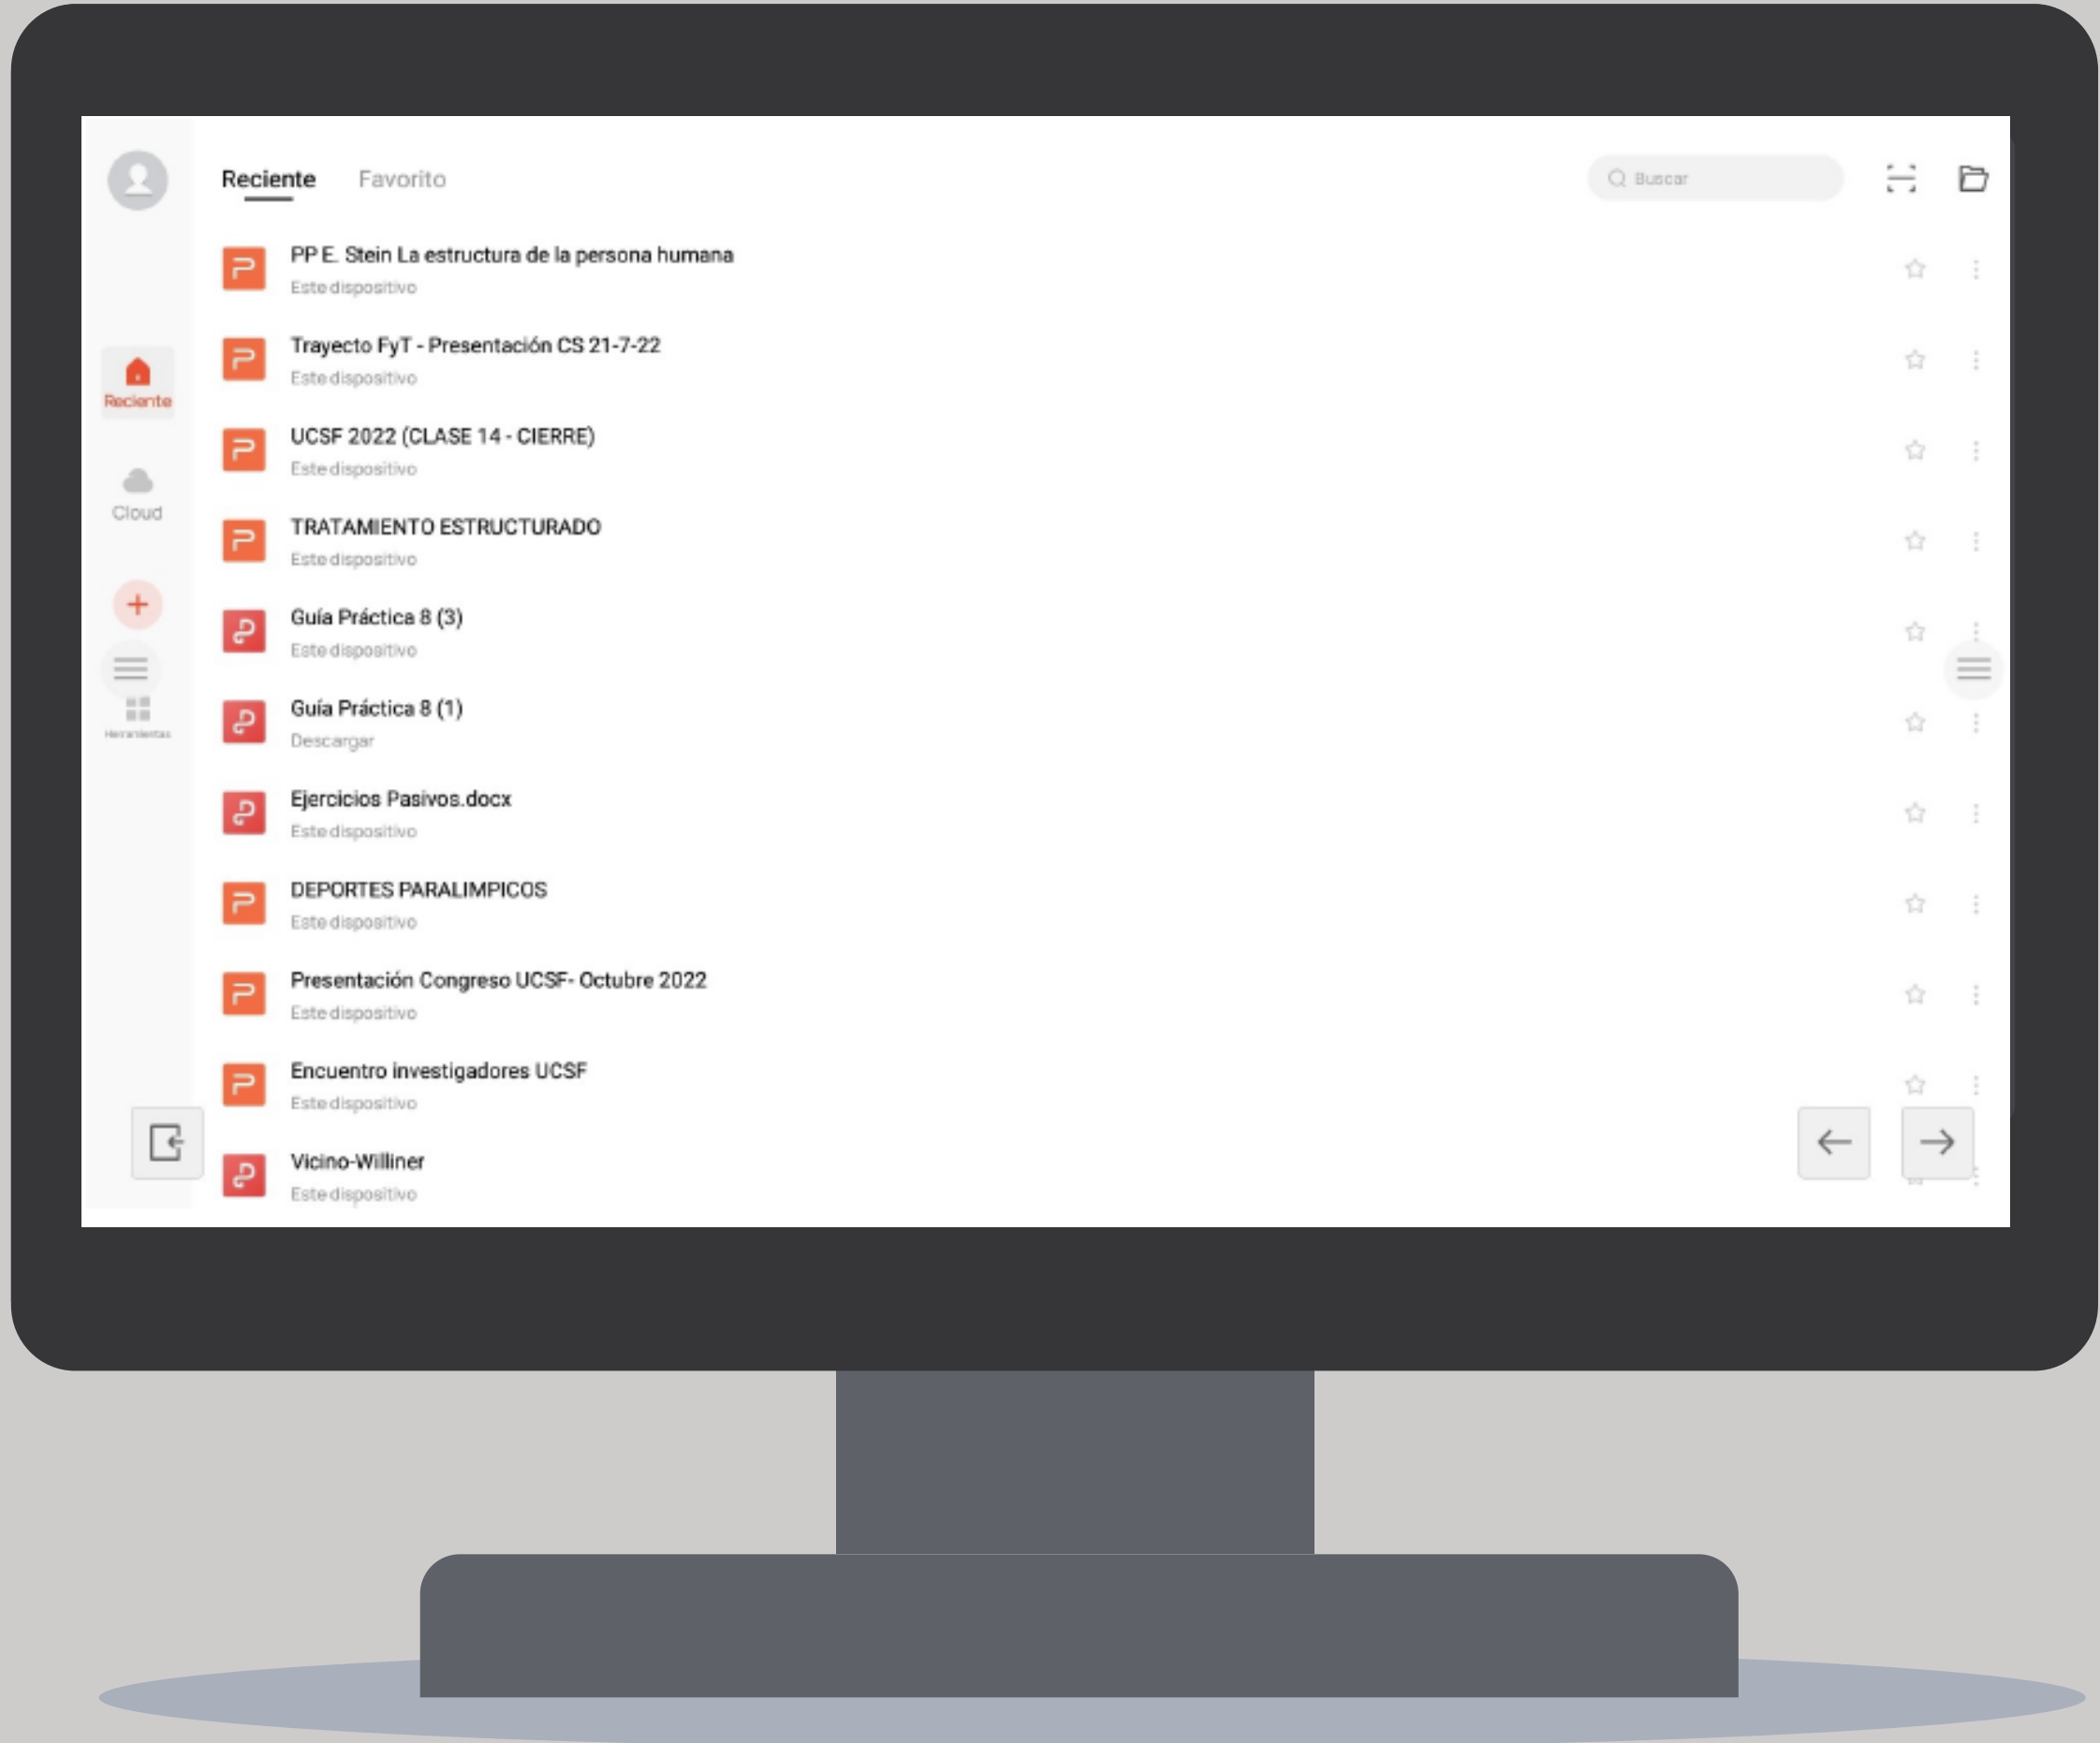 Reciente Favorito
Buscar
PP E. Stein La estructura de la persona humana
Este dispositivo
Trayecto FyT - Presentación CS 21-7-22
Este dispositivo
Reciente
UCSF 2022 (CLASE 14 - CIERRE)
Este dispositivo
Cloud
TRATAMIENTO ESTRUCTURADO
Este dispositivo
Guía Práctica 8 (3)
Este dispositivo
Guía Práctica 8 (1)
Descargar
Herramientas
Ejercicios Pasivos.docx
Este dispositivo
DEPORTES PARALIMPICOS
Este dispositivo
Presentación Congreso UCSF- Octubre 2022
Este dispositivo
Encuentro investigadores UCSF
Este dispositivo
Vicino-Williner
Este dispositivo